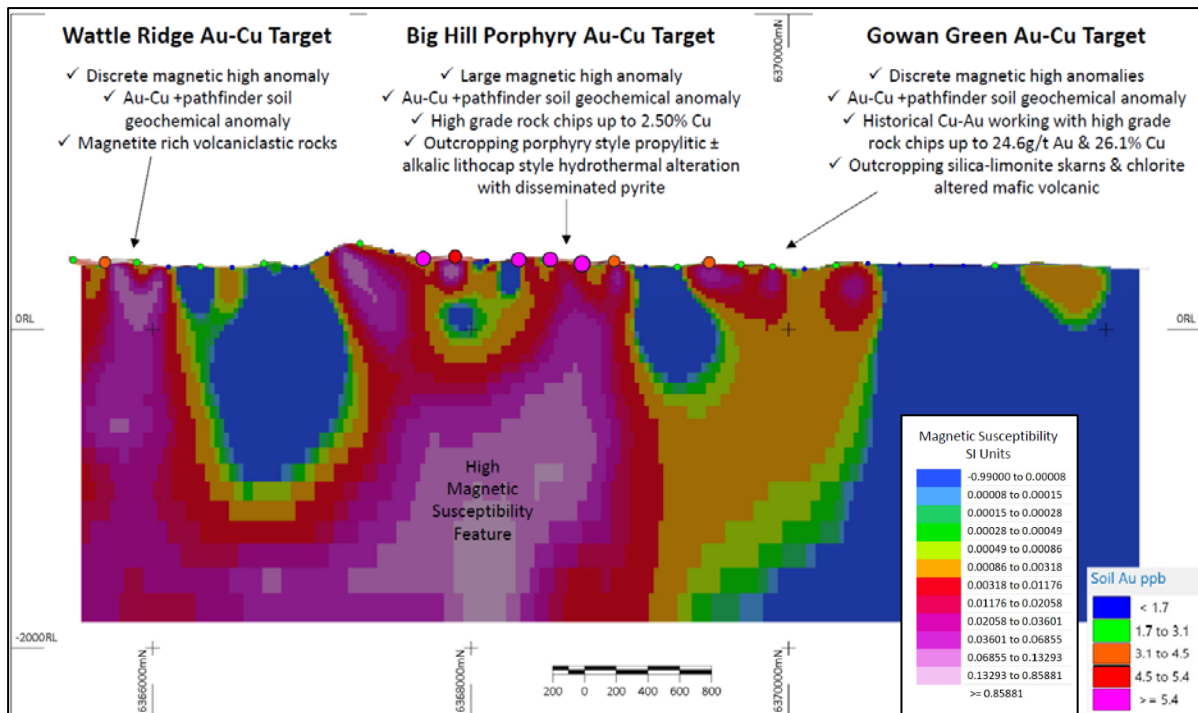 Wattle Ridge Au-Cu Target
✓ Discrete magnetic high anomaly
✓ Au-Cu +pathfinder soil
geochemical anomaly
✓ Magnetite rich volcaniclastic rocks
Big Hill Porphyry Au-Cu Target
✓ Large magnetic high anomaly
✓ Au-Cu +pathfinder soil geochemical anomaly
✓ High grade rock chips up to 2.50% Cu
✓ Outcropping porphyry style propylitic ±
alkalic lithocap style hydrothermal alteration
with disseminated pyrite
6370000mN
Gowan Green Au-Cu Target
✓ Discrete magnetic high anomalies
✓ Au-Cu +pathfinder soil geochemical anomaly
✓ Historical Cu-Au working with high grade
rock chips up to 24.6g/t Au & 26.1% Cu
✓ Outcropping silica-limonite skarns & chlorite
altered mafic volcanic
0RL
0RL
High
Magnetic
Susceptibility
Feature
Magnetic Susceptibility
SI Units
-0.99000 to 0.00008
0.00008 to 0.00015
0.00015 to 0.00028
0.00028 to 0.00049
0.00049 to 0.00086
0.00086 to 0.00318
0.00318 to 0.01176
0.01176 to 0.02058
0.02058 to 0.03601
0.03601 to 0.06855
0.06855 to 0.13293
0.13293 to 0.85881
>= 0.85881
Soil Au ppb
< 1.7
1.7 to 3.1
3.1 to 4.5
4.5 to 5.4
>= 5.4
-2000RL
6366000mN
6368000mN
200 0 200 400 600 800
6370000mN